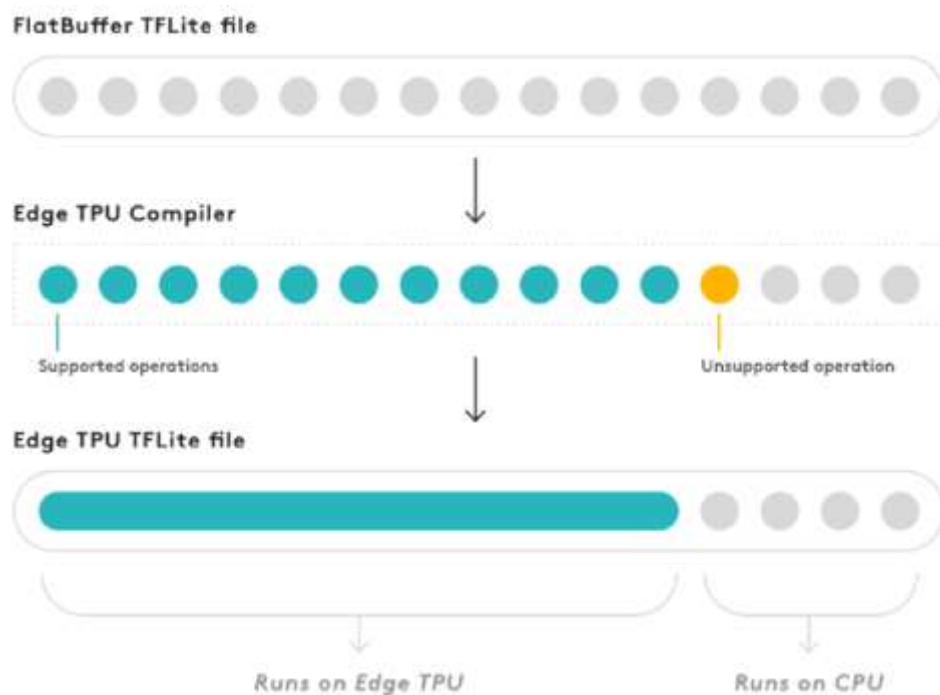 FlatBuffer TFLite file
Edge TPU Compiler
Supported operations
Unsupported operation
Edge TPU TFLite file
Runs on Edge TPU
Runs on CPU